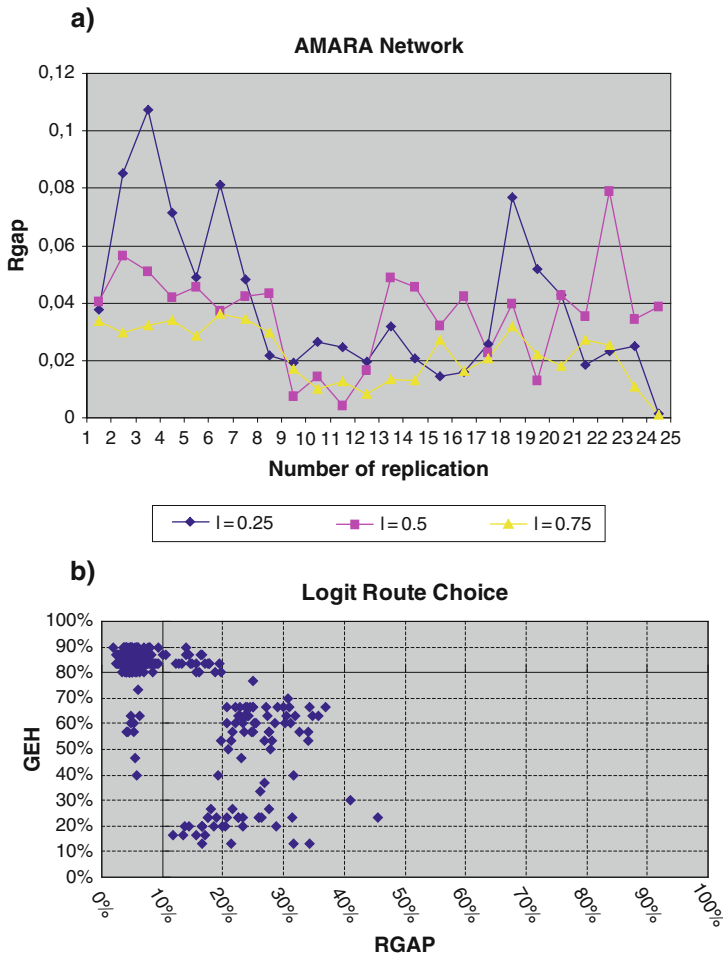 a)
AMARA Network
0,12
0,1
0,08
0,06
0,04
0,02
0
Rgap
1 2 3 4 5 6 7 8 9 10 11 12 13 14 15 16 17 18 19 20 21 22 23 24 25
Number of replication
I = 0.25 I = 0.5 I = 0.75
b)
Logit Route Choice
100%
90%
80%
70%
60%
50%
40%
30%
20%
10%
0%
GEH
0% 10% 20% 30% 40% 50% 60% 70% 80% 90% 100%
RGAP